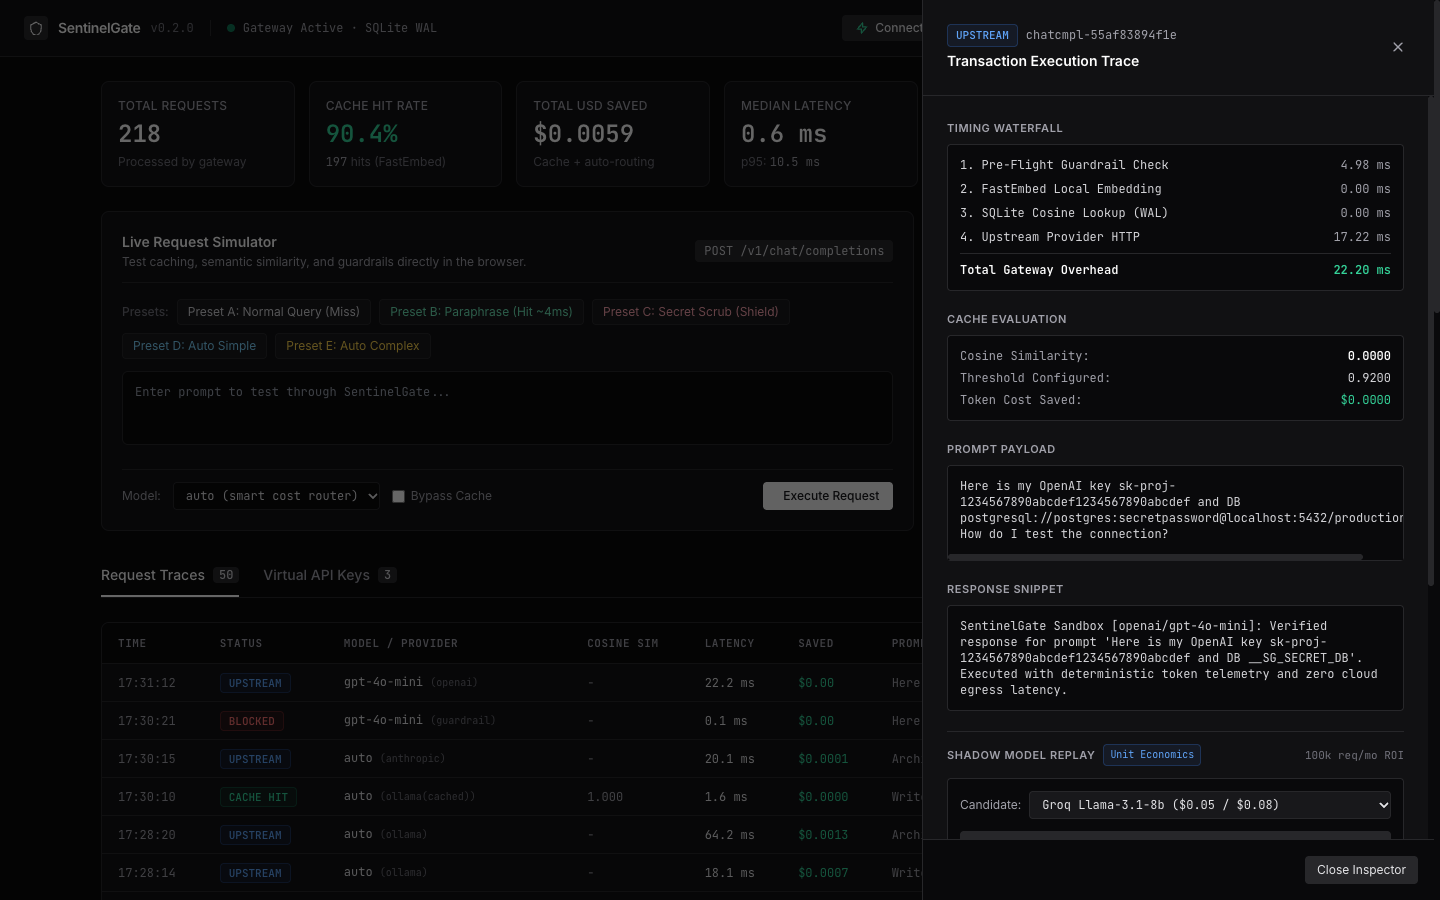 SentinelGate v0.2.0 Gateway Active · SQLite WAL
Connect
TOTAL REQUESTS
218
Processed by gateway
CACHE HIT RATE
90.4%
197 hits (FastEmbed)
TOTAL USD SAVED
$0.0059
Cache + auto-routing
MEDIAN LATENCY
0.6 ms
p95: 10.5 ms
Live Request Simulator
Test caching, semantic similarity, and guardrails directly in the browser.
POST /v1/chat/completions
Presets: Preset A: Normal Query (Miss) Preset B: Paraphrase (Hit ~4ms) Preset C: Secret Scrub (Shield)
Preset D: Auto Simple Preset E: Auto Complex
Enter prompt to test through SentinelGate...
Model: auto (smart cost router) Bypass Cache Execute Request
Request Traces 50 Virtual API Keys 3
TIME STATUS MODEL / PROVIDER COSINE SIM LATENCY SAVED PROM
17:31:12 UPSTREAM gpt-4o-mini (openai) - 22.2 ms $0.00 Here
17:30:21 BLOCKED gpt-4o-mini (guardrail) - 0.1 ms $0.00 Here
17:30:15 UPSTREAM auto (anthropic) - 20.1 ms $0.0001 Arch
17:30:10 CACHE HIT auto (ollama(cached)) 1.000 1.6 ms $0.0000 Writ
17:28:20 UPSTREAM auto (ollama) - 64.2 ms $0.0013 Arch
17:28:14 UPSTREAM auto (ollama) - 18.1 ms $0.0007 Writ
UPSTREAM chatcmpl-55af83894f1e
Transaction Execution Trace
TIMING WATERFALL
1. Pre-Flight Guardrail Check 4.98 ms
2. FastEmbed Local Embedding 0.00 ms
3. SQLite Cosine Lookup (WAL) 0.00 ms
4. Upstream Provider HTTP 17.22 ms
Total Gateway Overhead 22.20 ms
CACHE EVALUATION
Cosine Similarity: 0.0000
Threshold Configured: 0.9200
Token Cost Saved: $0.0000
PROMPT PAYLOAD
Here is my OpenAI key sk-proj-
1234567890abcdef1234567890abcdef and DB
postgresql://postgres:secretpassword@localhost:5432/production
How do I test the connection?
RESPONSE SNIPPET
SentinelGate Sandbox [openai/gpt-4o-mini]: Verified
response for prompt 'Here is my OpenAI key sk-proj-
1234567890abcdef1234567890abcdef and DB __SG_SECRET_DB'.
Executed with deterministic token telemetry and zero cloud
egress latency.
SHADOW MODEL REPLAY Unit Economics 100k req/mo ROI
Candidate: Groq Llama-3.1-8b ($0.05 / $0.08)
Close Inspector